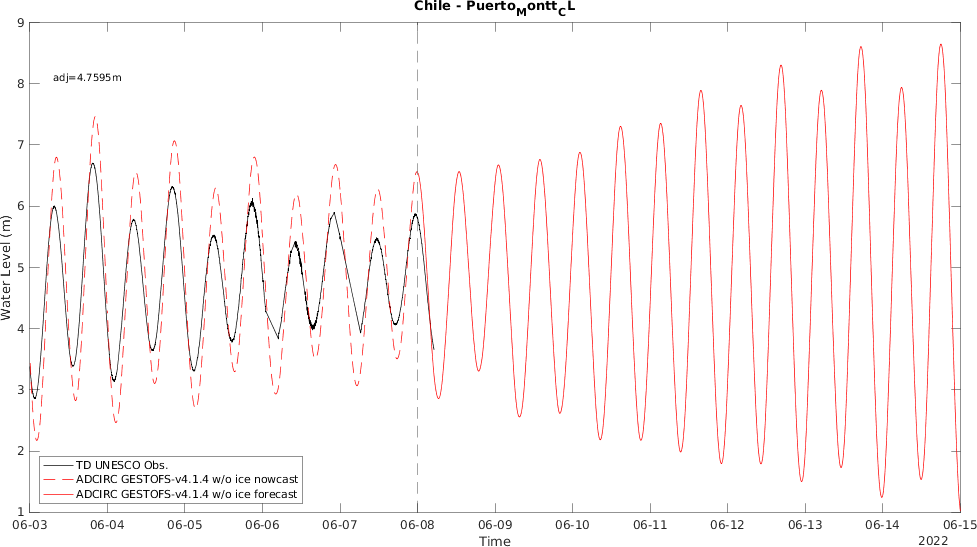 Chile - Puerto_Montt_CL
9
adj=4.7595m
8
7
6
5
4
3
2
1
Water Level (m)
TD UNESCO Obs.
ADCIRC GESTOFS-v4.1.4 w/o ice nowcast
ADCIRC GESTOFS-v4.1.4 w/o ice forecast
06-03 06-04 06-05 06-06 06-07 06-08 06-09 06-10 06-11 06-12 06-13 06-14 06-15
Time
2022